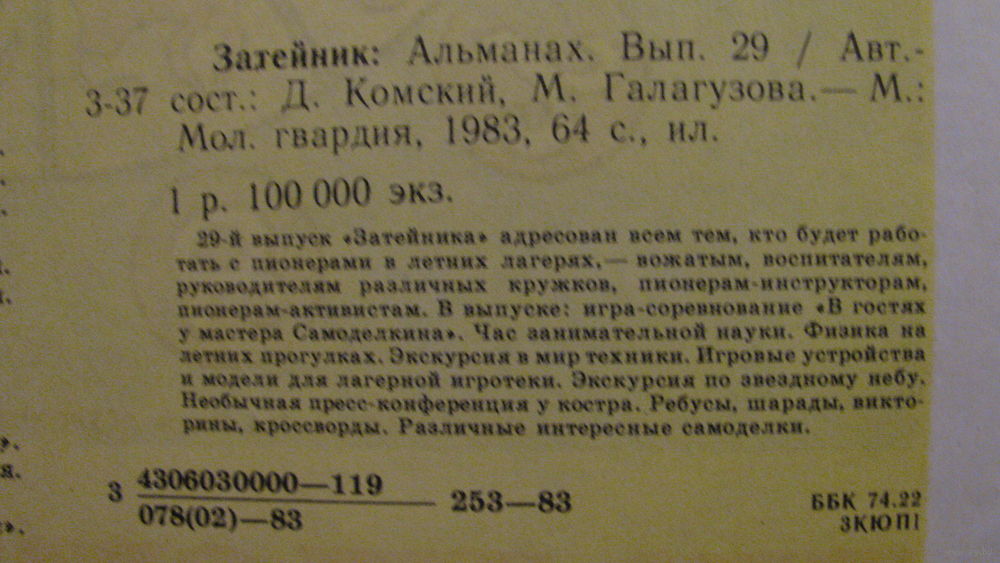 Затейник: Альманах. Вып. 29 / Авт.-
З-37 сост.: Д. Комский, М. Галагузова.— М.:
Мол. гвардия, 1983, 64 с., ил.
1 р. 100 000 экз.
29-й выпуск «Затейника» адресован всем тем, кто будет рабо-
тать с пионерами в летних лагерях,— вожатым, воспитателям,
руководителям различных кружков, пионерам-инструкторам,
пионерам-активистам. В выпуске: игра-соревнование «В гостях
у мастера Самоделкина». Час занимательной науки. Физика на
летних прогулках. Экскурсия в мир техники. Игровые устройства
и модели для лагерной игротеки. Экскурсия по звездному небу.
Необычная пресс-конференция у костра. Ребусы, шарады, викто-
рины, кроссворды. Различные интересные самоделки.
З 4306030000—119
078(02)—83 253—83
ББК 74.22
ЗКЮП1